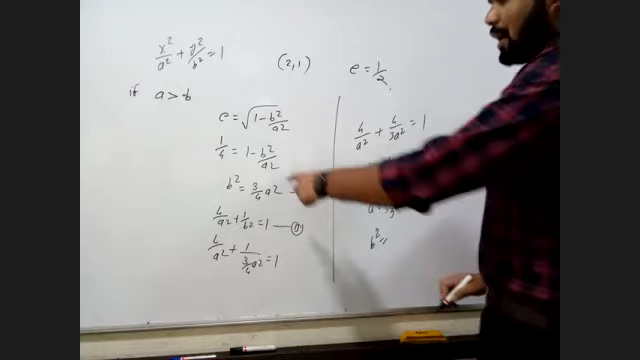 x²/a² + y²/b² = 1
(2,1)
e = 1/2
if a > b
e = √(1 - b²/a²)
1/4 = 1 - b²/a²
b² = 3/4 a²
4/a² + 1/b² = 1
4/a² + 1/(3/4 a²) = 1
4/a² + 4/3a² = 1
b² =